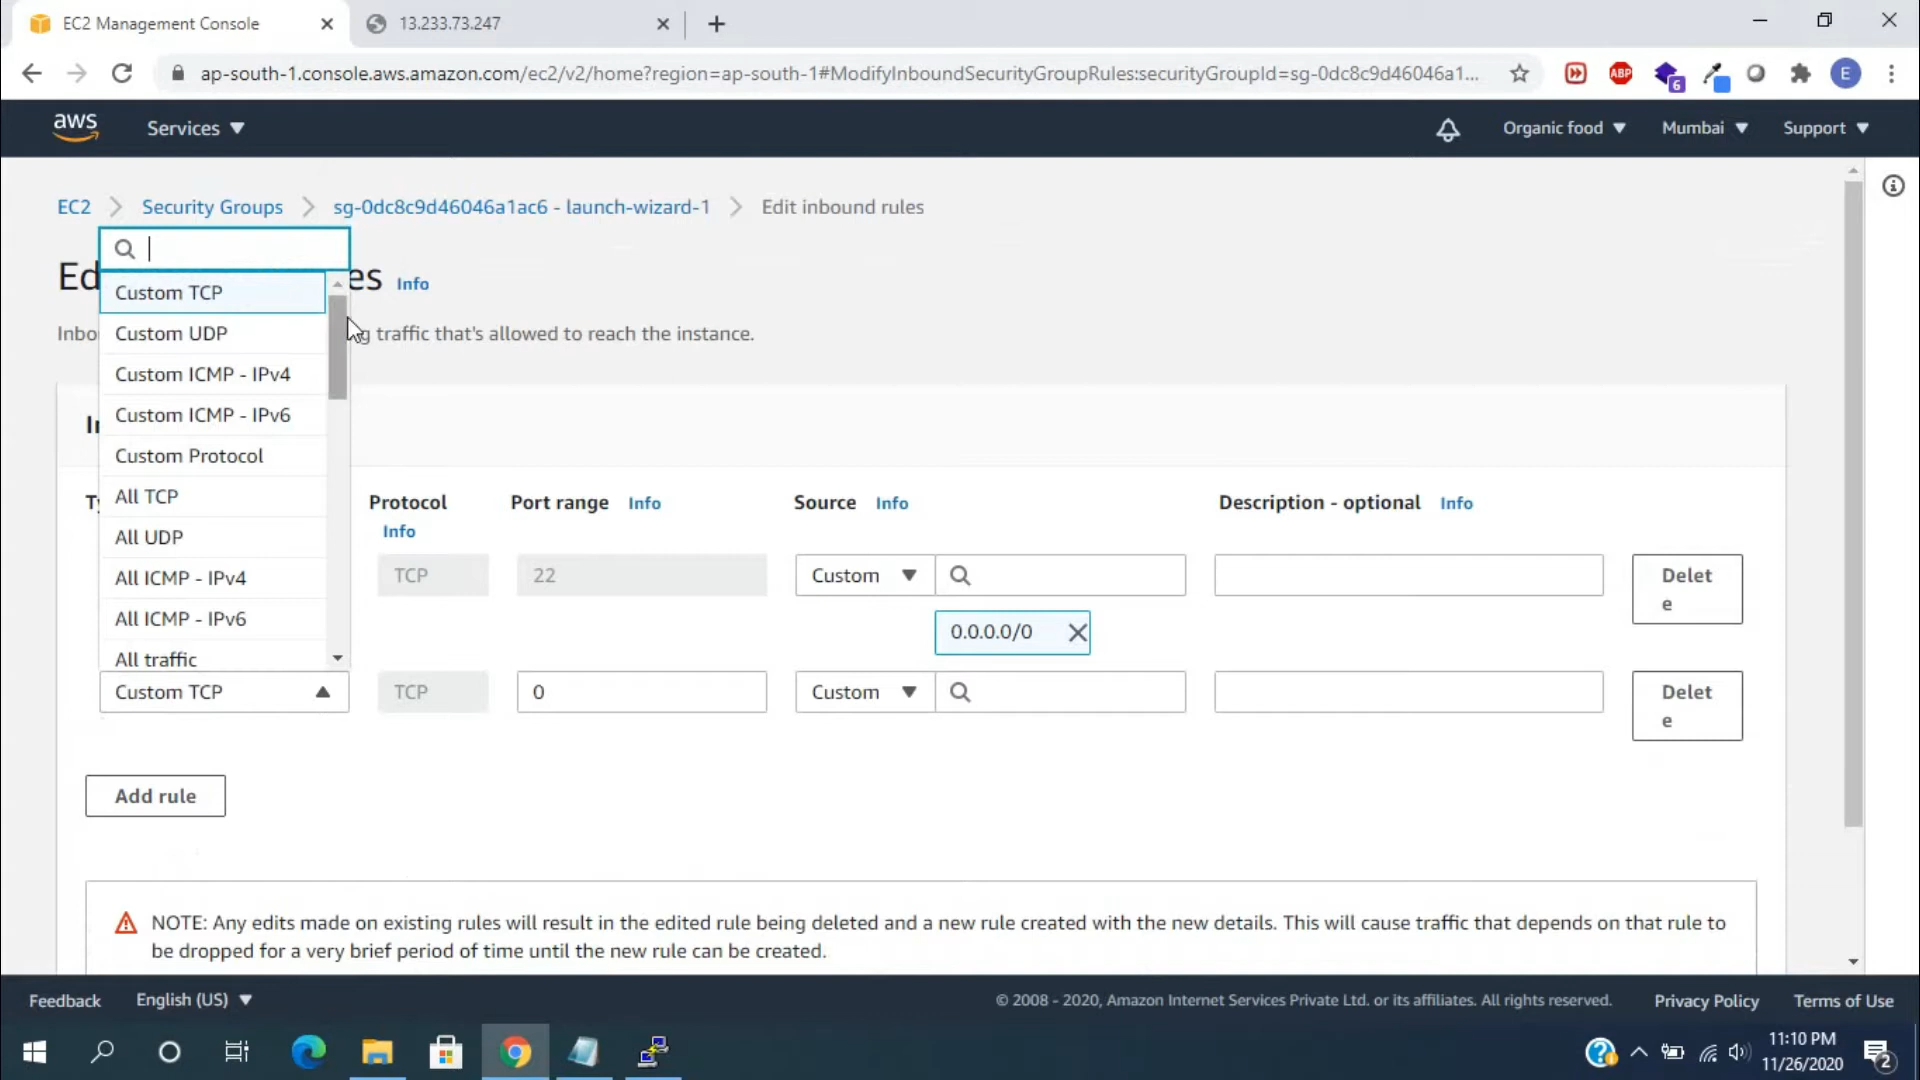 EC2 Management Console
13.233.73.247
ap-south-1.console.aws.amazon.com/ec2/v2/home?region=ap-south-1#ModifyInboundSecurityGroupRules:securityGroupId=sg-0dc8c9d46046a1...
ABP
6
E
aws
Services
Organic food
Mumbai
Support
EC2
Security Groups
sg-0dc8c9d46046a1ac6 - launch-wizard-1
Edit inbound rules
Ed
es
Info
Custom TCP
Inbo
g traffic that's allowed to reach the instance.
Custom UDP
Custom ICMP - IPv4
Custom ICMP - IPv6
In
Custom Protocol
All TCP
All UDP
All ICMP - IPv4
All ICMP - IPv6
All traffic
Ty
Protocol
Info
Port range
Info
Source
Info
Description - optional
Info
TCP
22
Custom
Delet
e
0.0.0.0/0
Custom TCP
TCP
0
Custom
Delet
e
Add rule
NOTE: Any edits made on existing rules will result in the edited rule being deleted and a new rule created with the new details. This will cause traffic that depends on that rule to
be dropped for a very brief period of time until the new rule can be created.
Feedback
English (US)
© 2008 - 2020, Amazon Internet Services Private Ltd. or its affiliates. All rights reserved.
Privacy Policy
Terms of Use
11:10 PM
11/26/2020
2